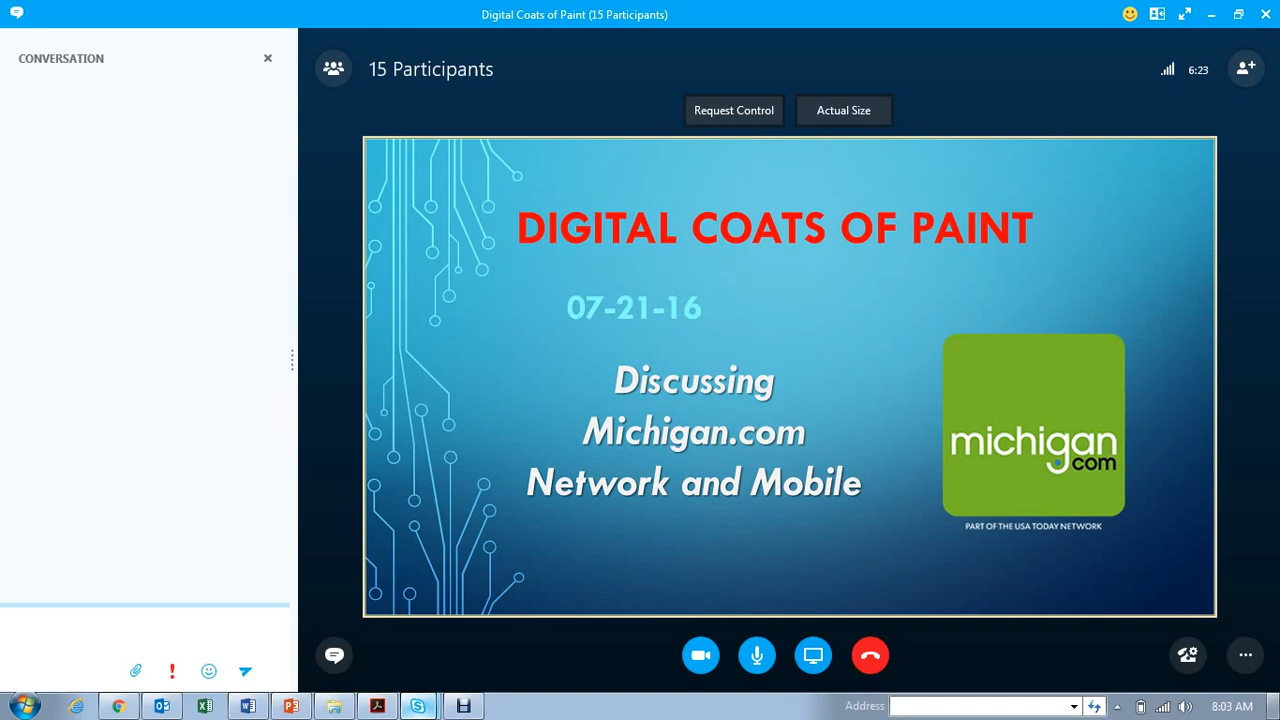 Digital Coats of Paint (15 Participants)
CONVERSATION
15 Participants
6:23
Request Control
Actual Size
DIGITAL COATS OF PAINT
07-21-16
Discussing
Michigan.com
Network and Mobile
michigan
.com
PART OF THE USA TODAY NETWORK
Address
8:03 AM